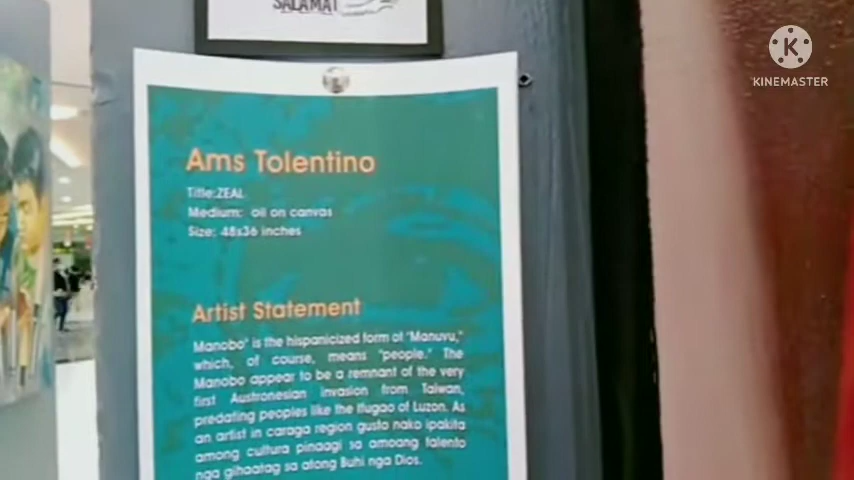 SALAMAT
KINEMASTER
Ams Tolentino
Title:ZEAL
Medium: oil on canvas
Size: 48x36 inches
Artist Statement
Manobo" is the hispanicized form of "Manuvu,"
which, of course, means "people." The
Manobo appear to be a remnant of the very
first Austronesian invasion from Taiwan,
predating peoples like the Ifugao of Luzon. As
an artist in caraga region gusto nako ipakita
among cultura pinaagi sa amoang talento
nga gihaatag sa atong Buhi nga Dios.